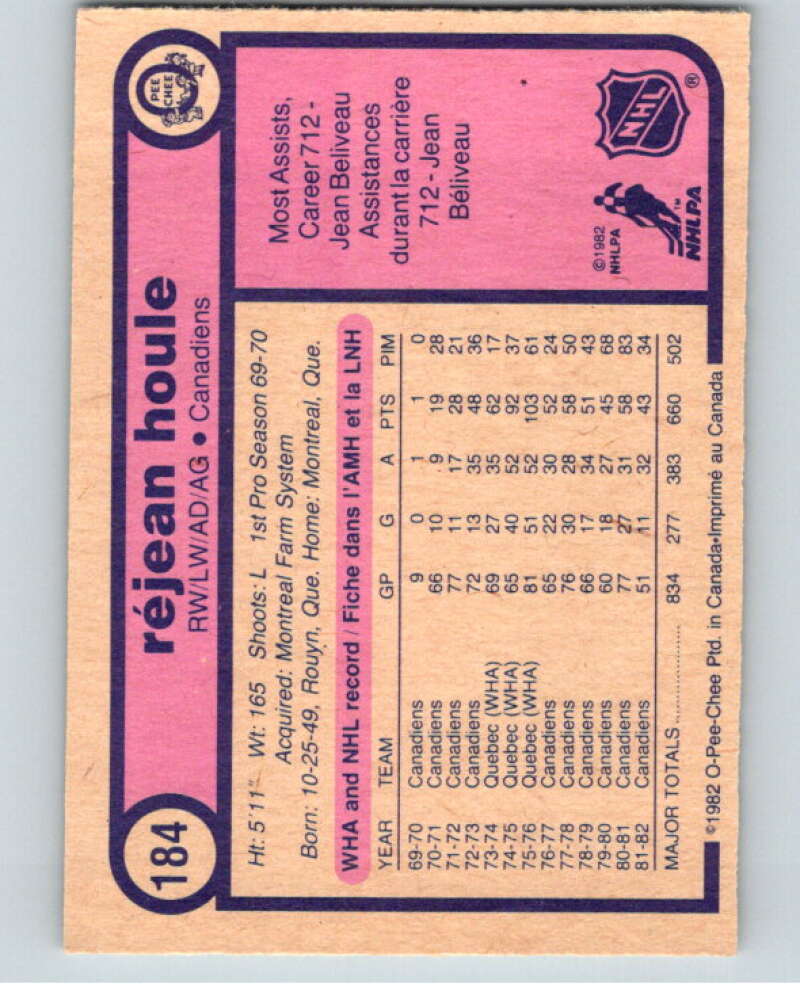 184
réjean houle
RW/LW/AD/AG • Canadiens
PEE
CHEE
Ht: 5'11" Wt: 165 Shoots: L 1st Pro Season 69-70
Acquired: Montreal Farm System
Born: 10-25-49, Rouyn, Que. Home: Montreal, Que.
WHA and NHL record / Fiche dans l'AMH et la LNH
YEAR TEAM GP G A PTS PIM
69-70 Canadiens 9 0 1 1 0
70-71 Canadiens 66 10 9 19 28
71-72 Canadiens 77 11 17 28 21
72-73 Canadiens 72 13 35 48 36
73-74 Quebec (WHA) 69 27 35 62 17
74-75 Quebec (WHA) 65 40 52 92 37
75-76 Quebec (WHA) 81 51 52 103 61
76-77 Canadiens 65 22 30 52 24
77-78 Canadiens 76 30 28 58 50
78-79 Canadiens 66 17 34 51 43
79-80 Canadiens 60 18 27 45 68
80-81 Canadiens 77 27 31 58 83
81-82 Canadiens 51 11 32 43 34
MAJOR TOTALS .................... 834 277 383 660 502
©1982 O-Pee-Chee Ptd. in Canada•Imprimé au Canada
Most Assists,
Career 712 -
Jean Beliveau
Assistances
durant la carrière
712 - Jean
Béliveau
©1982
NHLPA
NHLPA™
NHL®